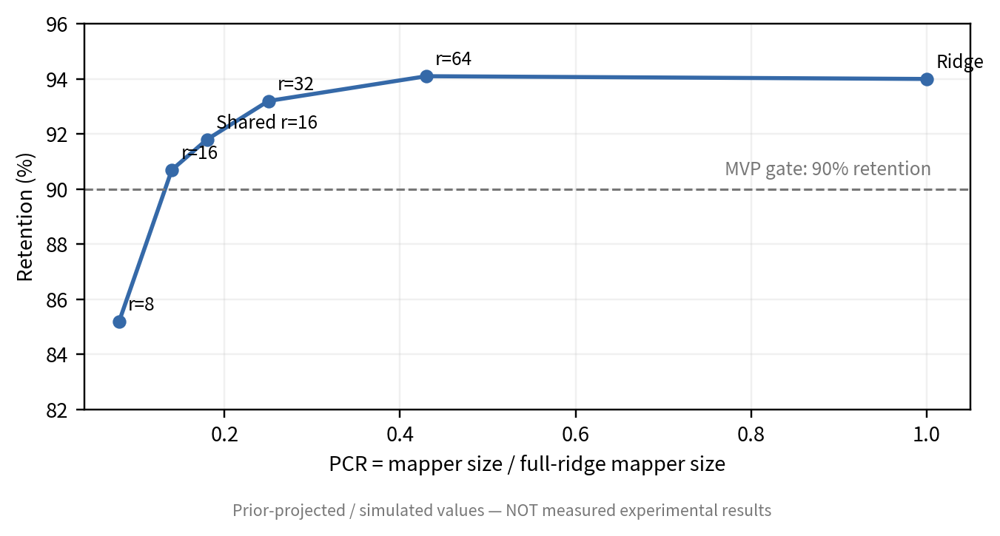 96
94
92
90
88
86
84
82
Retention (%)
r=8
r=16
Shared r=16
r=32
r=64
Ridge
MVP gate: 90% retention
0.2 0.4 0.6 0.8 1.0
PCR = mapper size / full-ridge mapper size
Prior-projected / simulated values — NOT measured experimental results